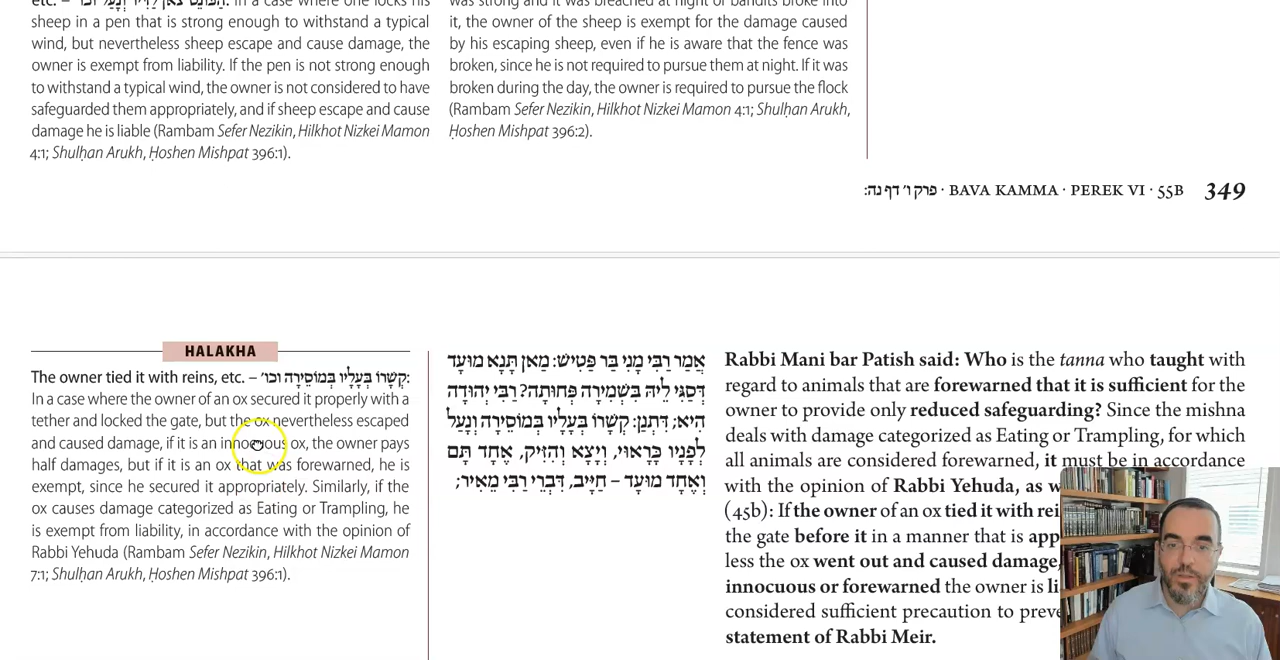 etc. – הַכּוֹנֵס צֹאן לַדִּיר וְנָעַל וכו׳: In a case where one locks his
sheep in a pen that is strong enough to withstand a typical
wind, but nevertheless sheep escape and cause damage, the
owner is exempt from liability. If the pen is not strong enough
to withstand a typical wind, the owner is not considered to have
safeguarded them appropriately, and if sheep escape and cause
damage he is liable (Rambam Sefer Nezikin, Hilkhot Nizkei Mamon
4:1; Shulḥan Arukh, Ḥoshen Mishpat 396:1).
was strong and it was breached at night or bandits broke into
it, the owner of the sheep is exempt for the damage caused
by his escaping sheep, even if he is aware that the fence was
broken, since he is not required to pursue them at night. If it was
broken during the day, the owner is required to pursue the flock
(Rambam Sefer Nezikin, Hilkhot Nizkei Mamon 4:1; Shulḥan Arukh,
Ḥoshen Mishpat 396:2).
פרק ו׳ דף נה: · BAVA KAMMA · PEREK VI · 55B 349
HALAKHA
The owner tied it with reins, etc. – קְשָׁרוֹ בְּעָלָיו בְּמוֹסֵירָה וכו׳:
In a case where the owner of an ox secured it properly with a
tether and locked the gate, but the ox nevertheless escaped
and caused damage, if it is an innocuous ox, the owner pays
half damages, but if it is an ox that was forewarned, he is
exempt, since he secured it appropriately. Similarly, if the
ox causes damage categorized as Eating or Trampling, he
is exempt from liability, in accordance with the opinion of
Rabbi Yehuda (Rambam Sefer Nezikin, Hilkhot Nizkei Mamon
7:1; Shulḥan Arukh, Ḥoshen Mishpat 396:1).
אֲמַר רַבִּי מָנִי בַּר פַּטִּישׁ: מַאן תְּנָא מוּעָד
דְּסַגִּי לֵיהּ בִּשְׁמִירָה פְּחוּתָה? רַבִּי יְהוּדָה
הִיא; דִּתְנַן: קְשָׁרוֹ בְּעָלָיו בְּמוֹסֵירָה וְנָעַל
לְפָנָיו כָּרָאוּי, וְיָצָא וְהִזִּיק, אֶחָד תָּם
וְאֶחָד מוּעָד – חַיָּיב, דִּבְרֵי רַבִּי מֵאִיר;
Rabbi Mani bar Patish said: Who is the tanna who taught with
regard to animals that are forewarned that it is sufficient for the
owner to provide only reduced safeguarding? Since the mishna
deals with damage categorized as Eating or Trampling, for which
all animals are considered forewarned, it must be in accordance
with the opinion of Rabbi Yehuda, as
(45b): If the owner of an ox tied it with
the gate before it in a manner that is
less the ox went out and caused damage,
innocuous or forewarned the owner is
considered sufficient precaution to
statement of Rabbi Meir.